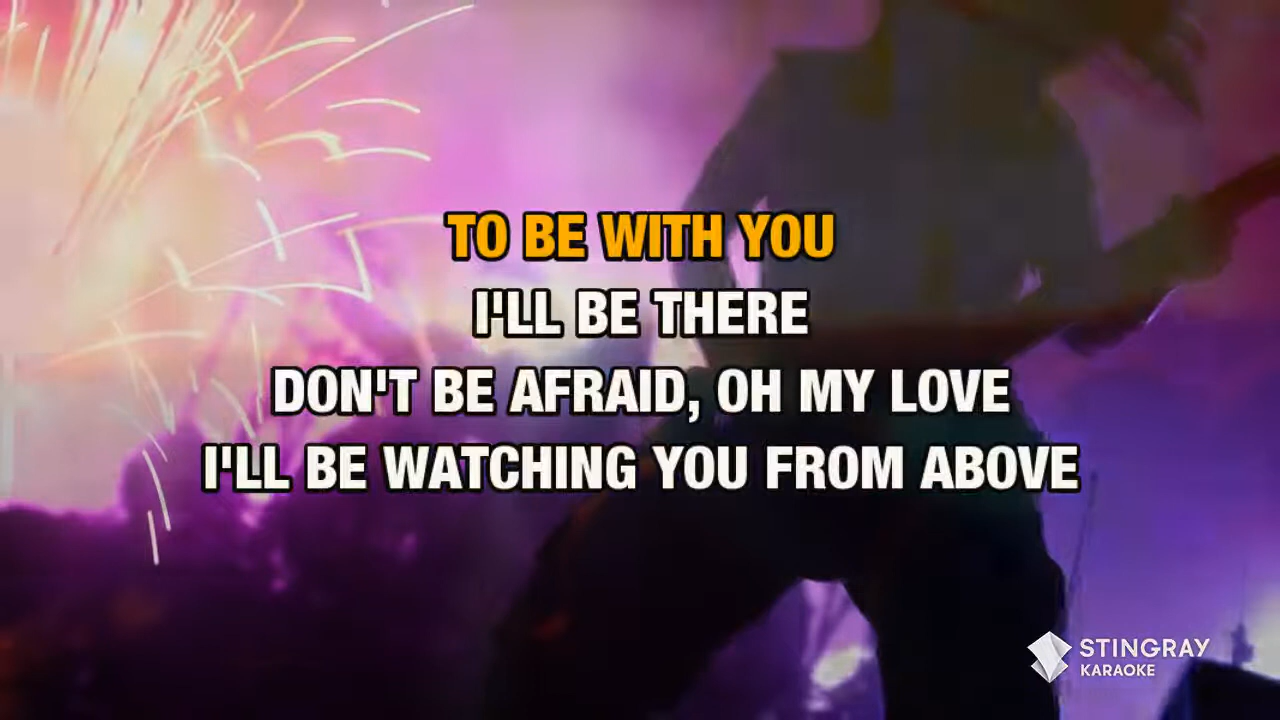 TO BE WITH YOU
I'LL BE THERE
DON'T BE AFRAID, OH MY LOVE
I'LL BE WATCHING YOU FROM ABOVE
STINGRAY
KARAOKE